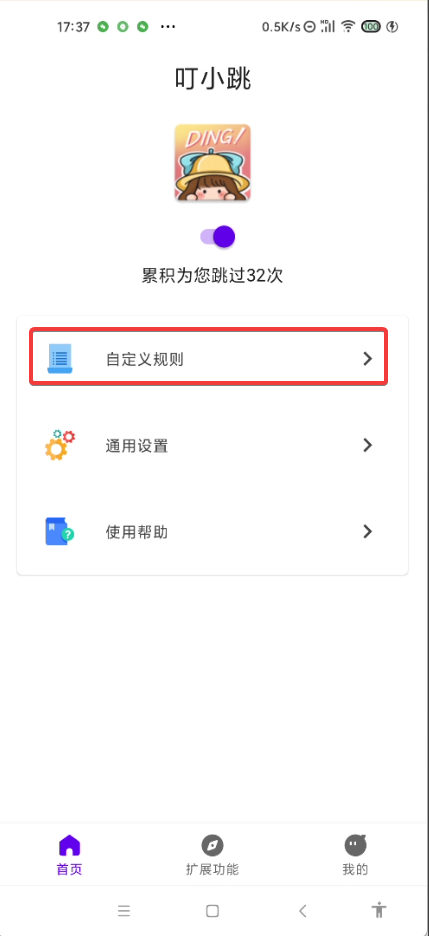 17:37
0.5K/s HD 100
叮小跳
DING!
累积为您跳过32次
自定义规则
通用设置
使用帮助
首页
扩展功能
我的